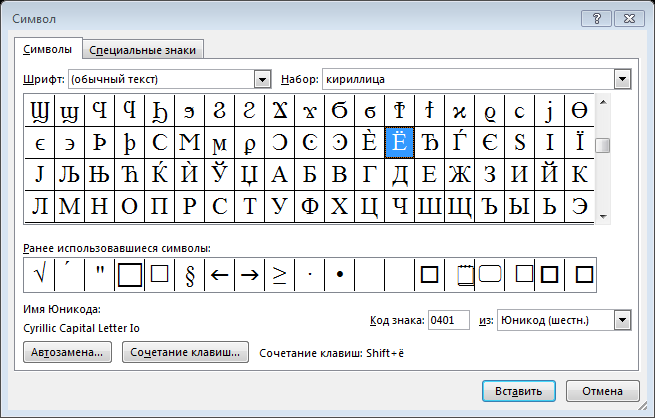 Символ
Символы Специальные знаки
Шрифт: (обычный текст) Набор: кириллица
Ϣ ϣ Ϥ ϥ Ϧ ϧ Ϩ ϩ Ϫ ϫ Ϭ ϭ Ϯ ϯ ϰ ϱ ϲ ϳ ϴ
ϵ ϶ Ϸ ϸ Ϲ Ϻ ϻ ϼ Ͻ Ͼ Ͽ Ѐ Ё Ђ Ѓ Є Ѕ І Ї
Ј Љ Њ Ћ Ќ Ѝ Ў Џ А Б В Г Д Е Ж З И Й К
Л М Н О П Р С Т У Ф Х Ц Ч Ш Щ Ъ Ы Ь Э
Ранее использовавшиеся символы:
√ ´ " □ □ § ← → ≥ · • □ □ □ □ □ □
Имя Юникода:
Cyrillic Capital Letter Io
Код знака: 0401 из: Юникод (шестн.)
Автозамена... Сочетание клавиш... Сочетание клавиш: Shift+ё
Вставить Отмена